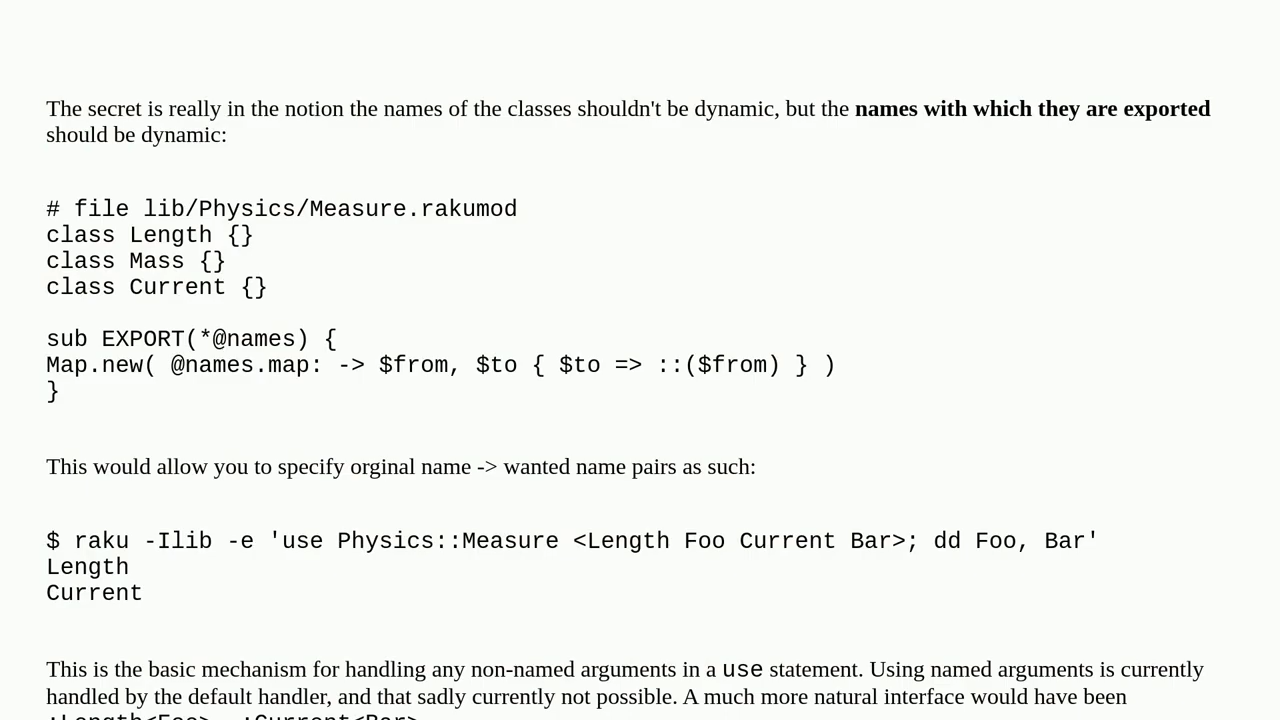 The secret is really in the notion the names of the classes shouldn't be dynamic, but the names with which they are exported
should be dynamic:
# file lib/Physics/Measure.rakumod
class Length {}
class Mass {}
class Current {}
sub EXPORT(*@names) {
Map.new( @names.map: -> $from, $to { $to => ::($from) } )
}
This would allow you to specify orginal name -> wanted name pairs as such:
$ raku -Ilib -e 'use Physics::Measure <Length Foo Current Bar>; dd Foo, Bar'
Length
Current
This is the basic mechanism for handling any non-named arguments in a use statement. Using named arguments is currently
handled by the default handler, and that sadly currently not possible. A much more natural interface would have been
:Length<Foo>, :Current<Bar>